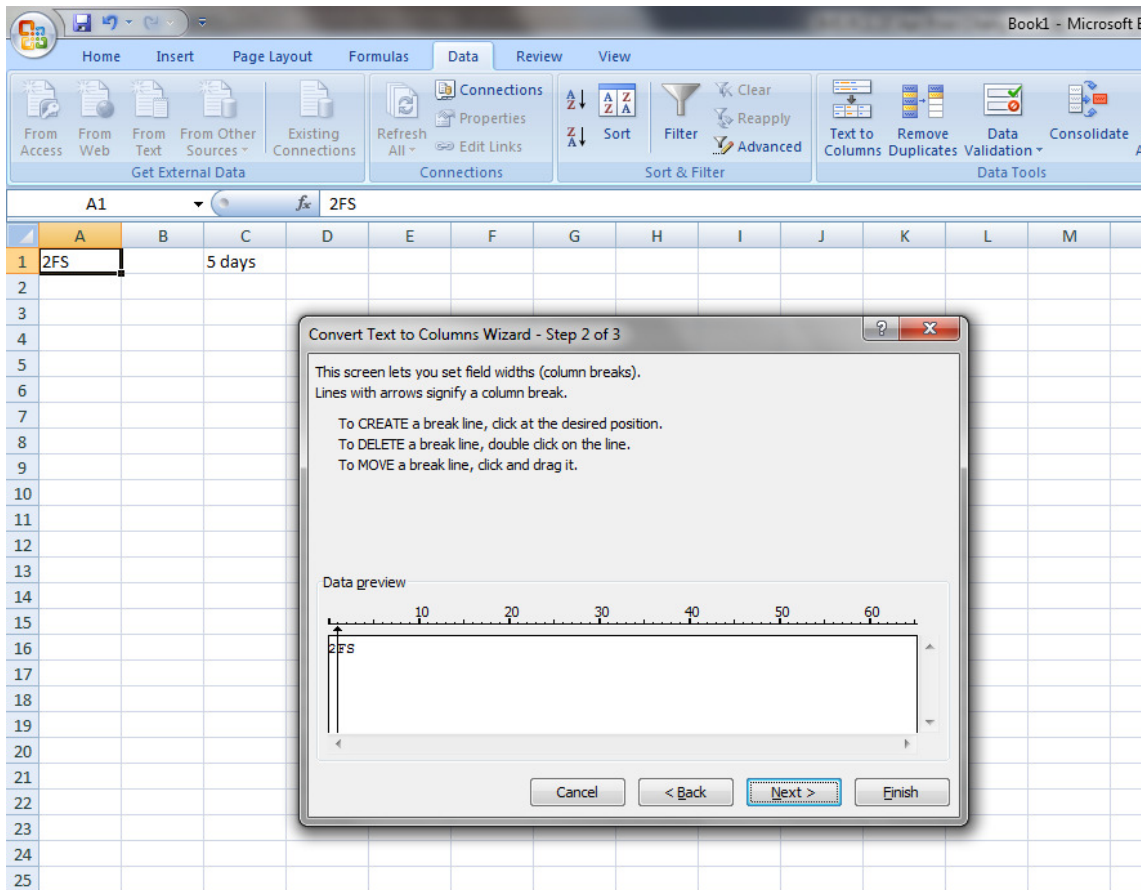 Book1 - Microsoft E
Home Insert Page Layout Formulas Data Review View
From Access
From Web
From Text
From Other Sources
Existing Connections
Get External Data
Refresh All
Connections
Properties
Edit Links
Connections
Sort
Filter
Clear
Reapply
Advanced
Sort & Filter
Text to Columns
Remove Duplicates
Data Validation
Consolidate
Data Tools
A1 fx 2FS
A B C D E F G H I J K L M
1 2FS 5 days
2
3
4
5
6
7
8
9
10
11
12
13
14
15
16
17
18
19
20
21
22
23
24
25
Convert Text to Columns Wizard - Step 2 of 3
This screen lets you set field widths (column breaks).
Lines with arrows signify a column break.
To CREATE a break line, click at the desired position.
To DELETE a break line, double click on the line.
To MOVE a break line, click and drag it.
Data preview
10 20 30 40 50 60
2FS
Cancel < Back Next > Finish